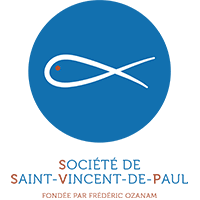 SOCIÉTÉ DE
SAINT-VINCENT-DE-PAUL
FONDÉE PAR FRÉDÉRIC OZANAM